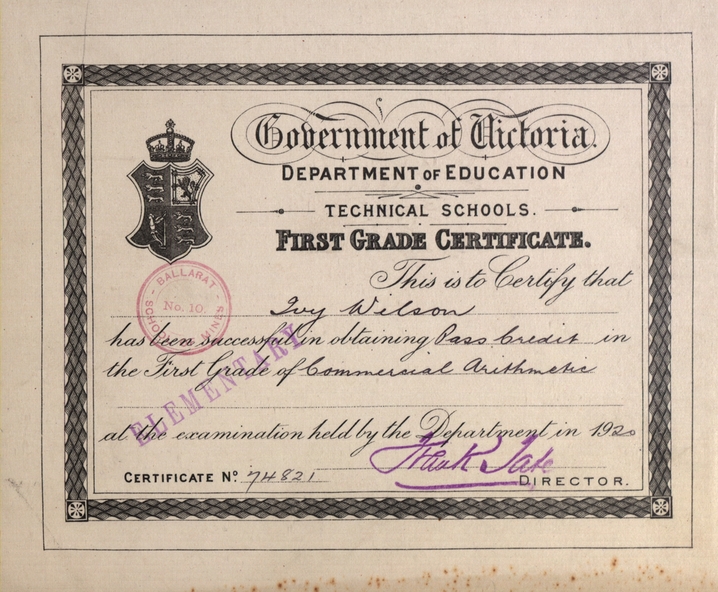 Government of Victoria.
DEPARTMENT OF EDUCATION
TECHNICAL SCHOOLS.
FIRST GRADE CERTIFICATE.
This is to Certify that
Ivy Wilson
has been successful in obtaining Pass Credit in
the First Grade of Commercial Arithmetic
at the examination held by the Department in 1920
CERTIFICATE No. 74821
Frank Tate
DIRECTOR.
BALLARAT
No. 10.
SCHOOL OF MINES
ELEMENTARY